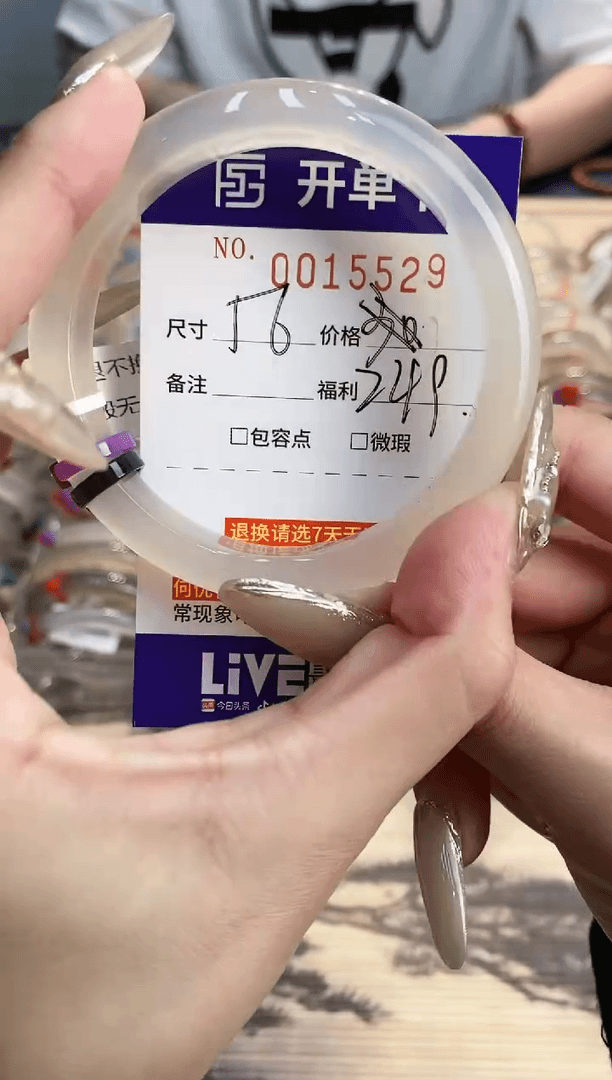 开单
NO. 0015529
尺寸 56 价格
备注 福利 249.
□包容点 □微瑕
退换请选7天无
常现象
LiVE
今日头条